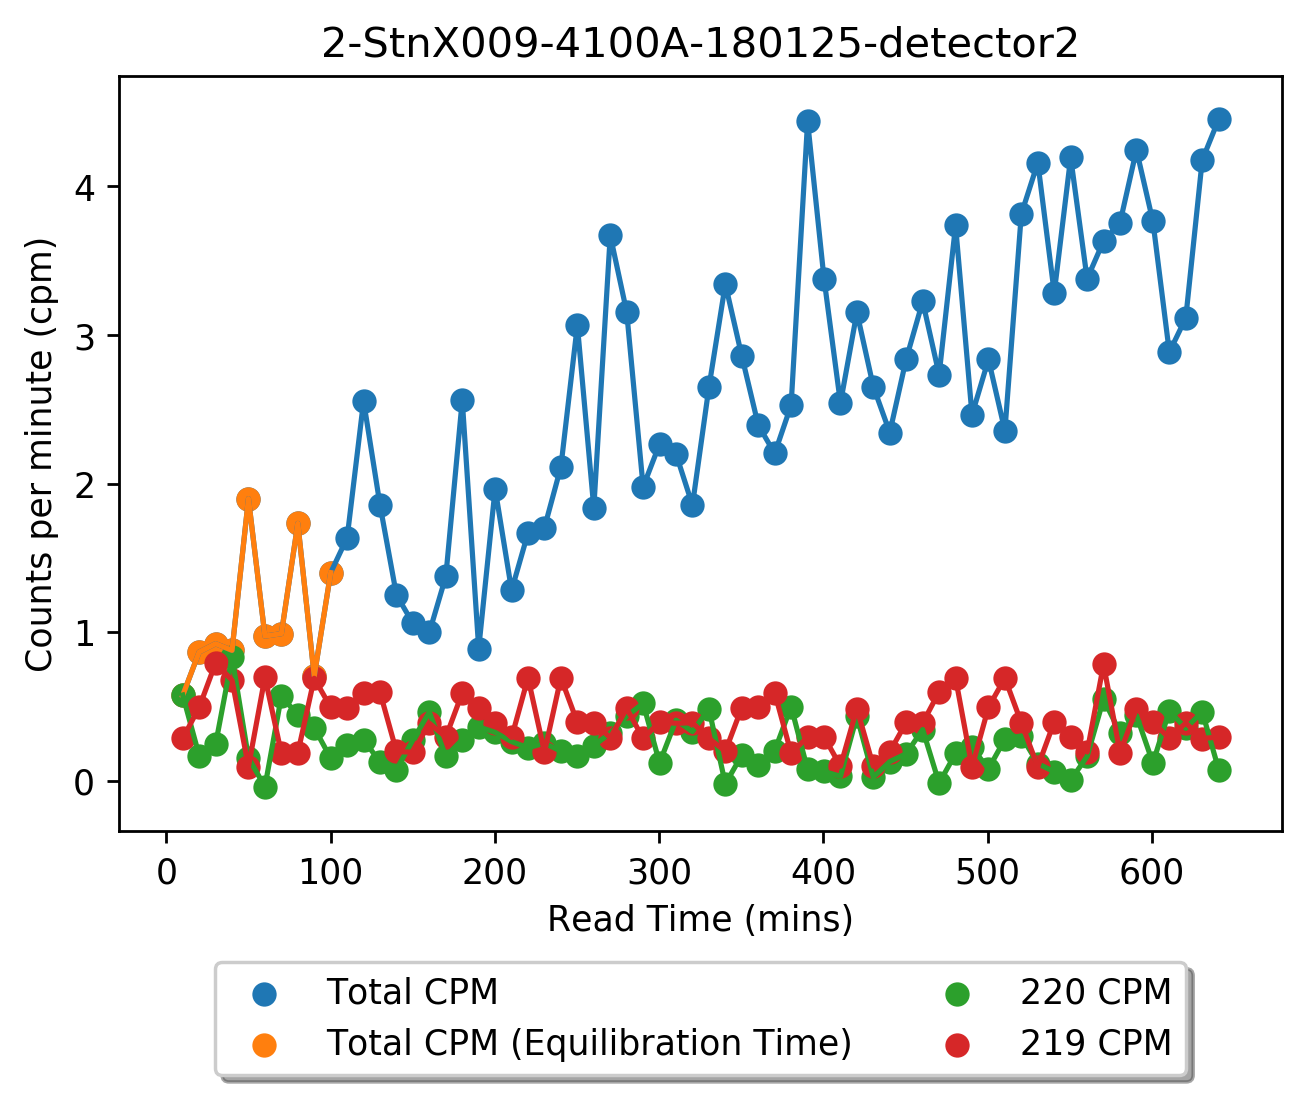 2-StnX009-4100A-180125-detector2
Counts per minute (cpm)
4
3
2
1
0
0 100 200 300 400 500 600
Read Time (mins)
Total CPM
Total CPM (Equilibration Time)
220 CPM
219 CPM